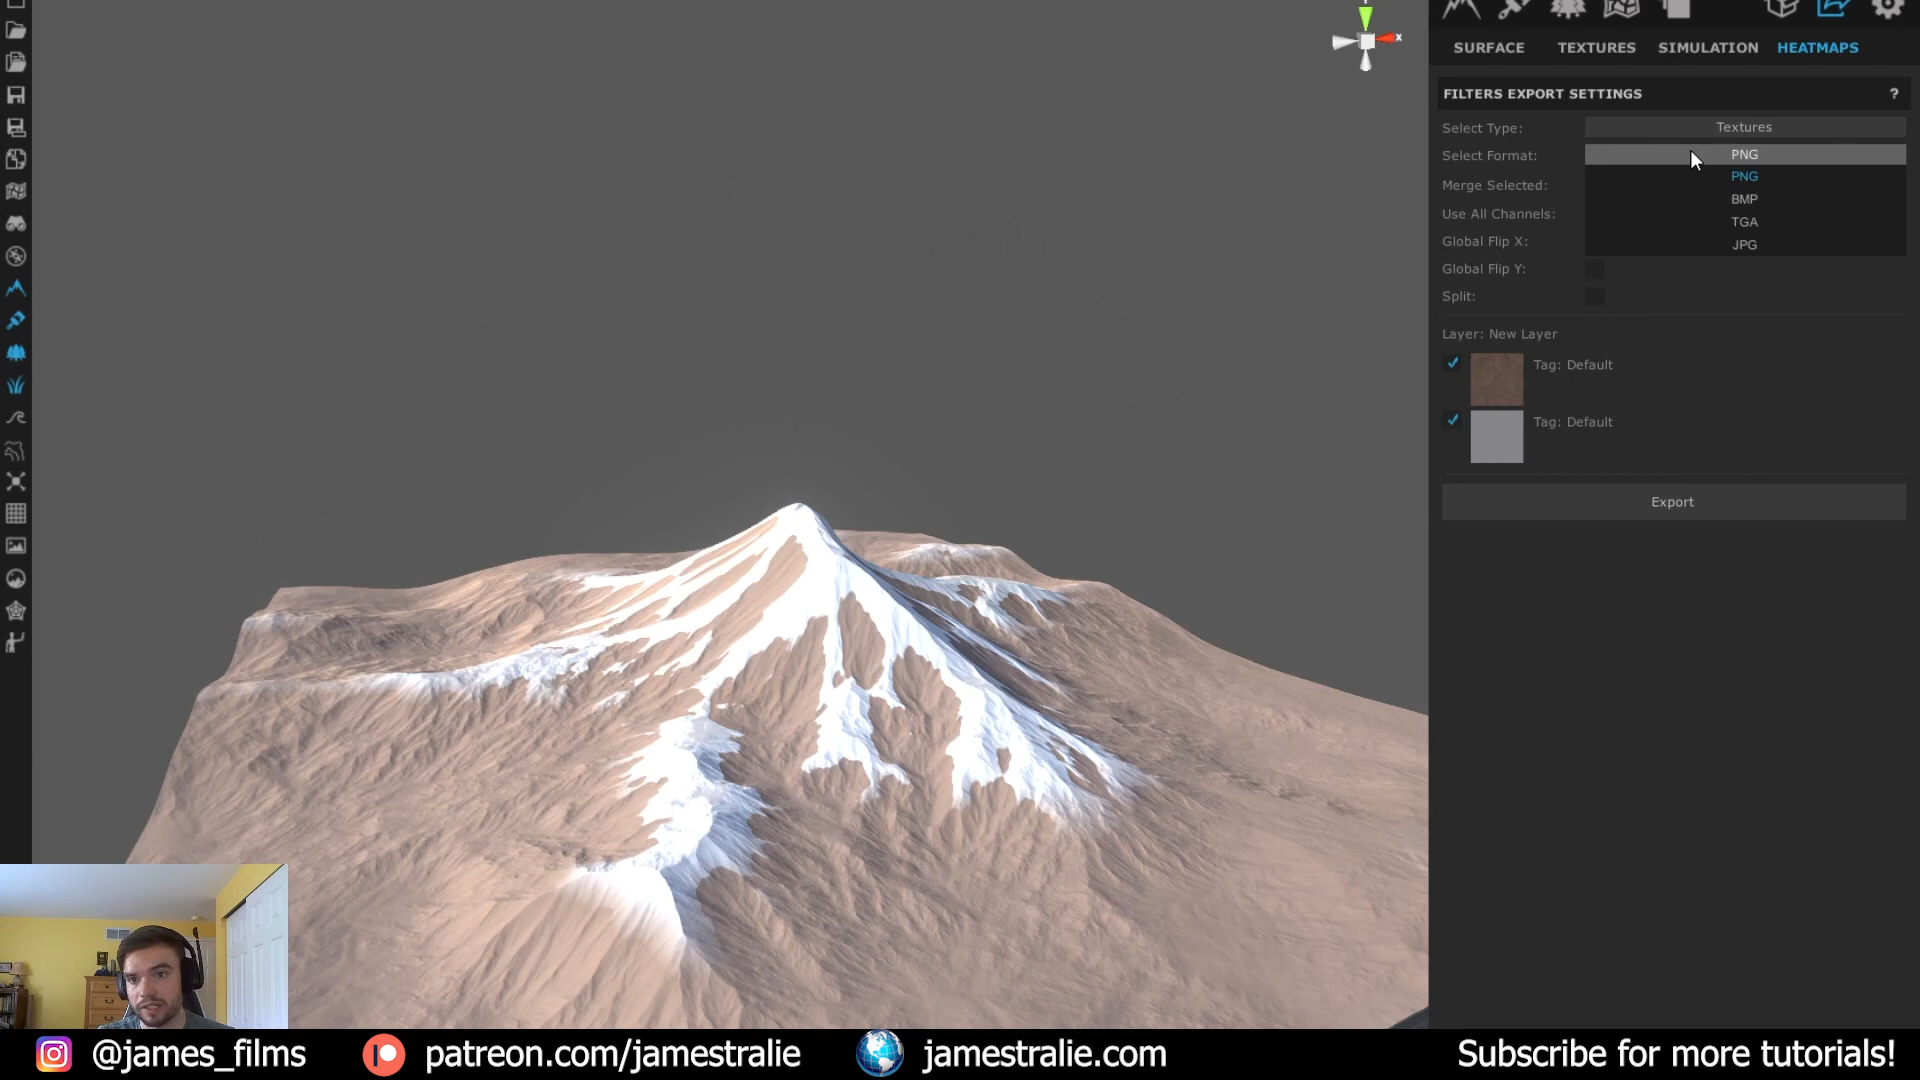 x
SURFACE TEXTURES SIMULATION HEATMAPS
FILTERS EXPORT SETTINGS ?
Select Type: Textures
Select Format: PNG
PNG
Merge Selected:
BMP
Use All Channels:
TGA
Global Flip X:
JPG
Global Flip Y:
Split:
Layer: New Layer
Tag: Default
Tag: Default
Export
@james_films patreon.com/jamestralie jamestralie.com Subscribe for more tutorials!